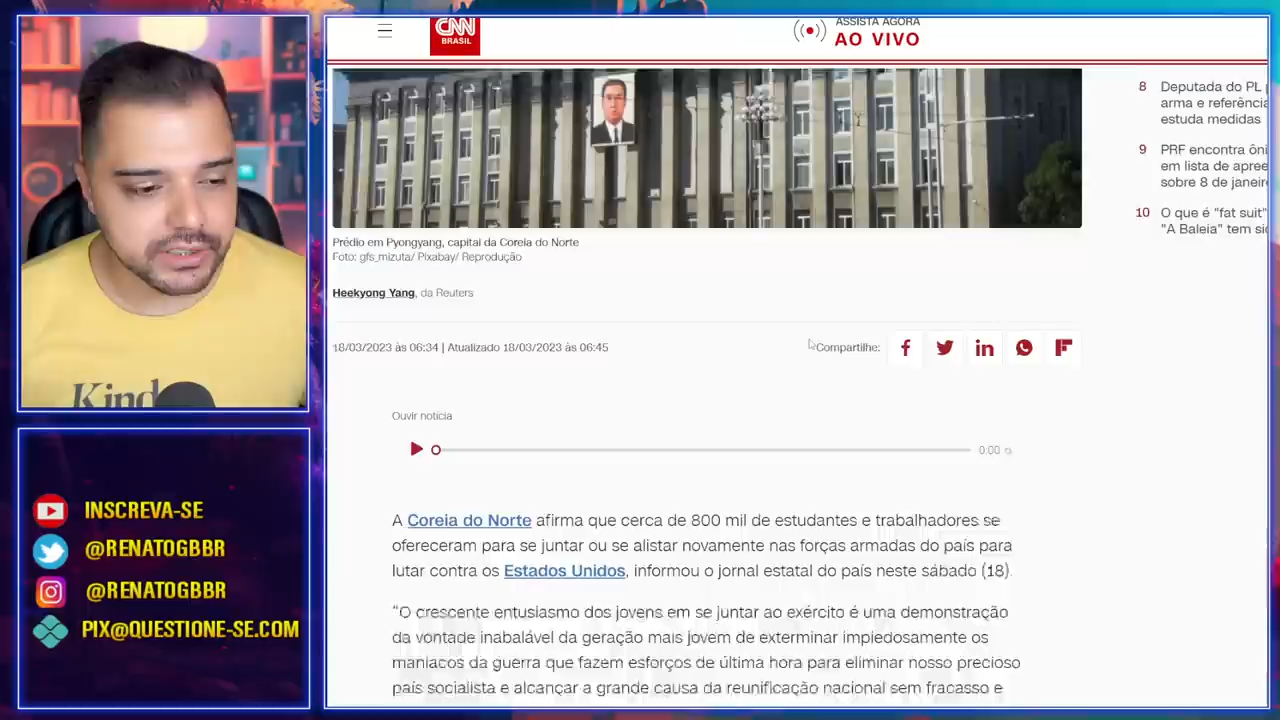 CNN
BRASIL
ASSISTA AGORA
AO VIVO
8 Deputada do PL
arma e referência
estuda medidas
9 PRF encontra ôni
em lista de apree
sobre 8 de janeir
10 O que é "fat suit"
"A Baleia" tem si
Prédio em Pyongyang, capital da Coreia do Norte
Foto: gfs_mizuta/ Pixabay/ Reprodução
Heekyong Yang, da Reuters
18/03/2023 às 06:34 | Atualizado 18/03/2023 às 06:45
Compartilhe:
Ouvir notícia
0:00
A Coreia do Norte afirma que cerca de 800 mil de estudantes e trabalhadores se
ofereceram para se juntar ou se alistar novamente nas forças armadas do país para
lutar contra os Estados Unidos, informou o jornal estatal do país neste sábado (18).
“O crescente entusiasmo dos jovens em se juntar ao exército é uma demonstração
da vontade inabalável da geração mais jovem de exterminar impiedosamente os
maníacos da guerra que fazem esforços de última hora para eliminar nosso precioso
país socialista e alcançar a grande causa da reunificação nacional sem fracasso e
Kind
INSCREVA-SE
@RENATOGBBR
@RENATOGBBR
PIX@QUESTIONE-SE.COM